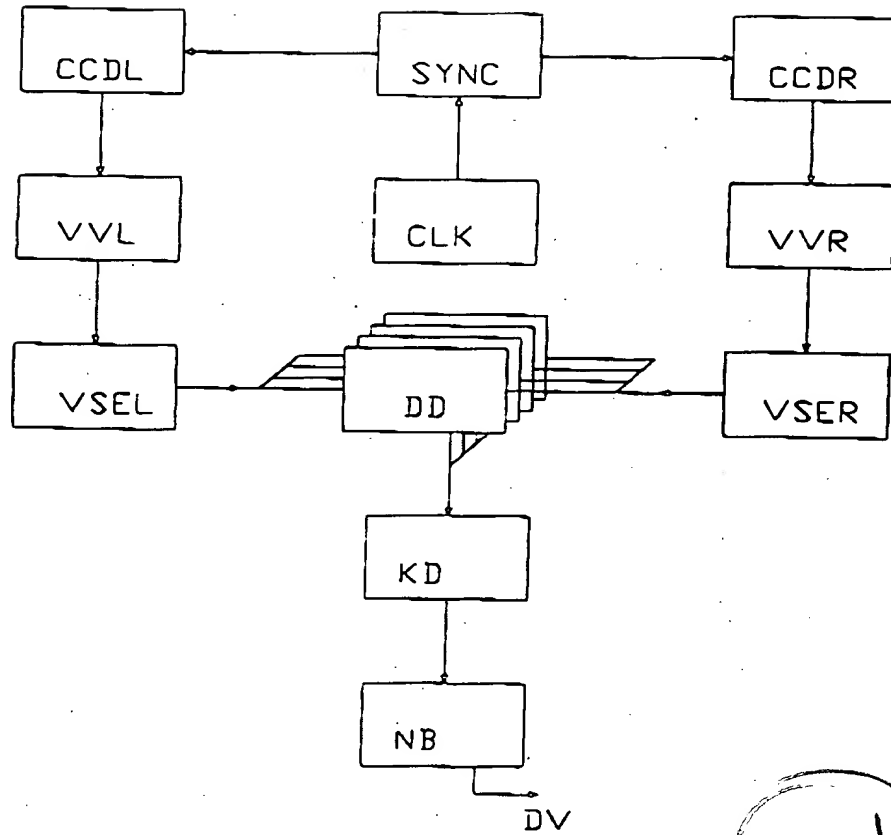 CCDL
SYNC
CCDR
VVL
CLK
VVR
VSEL
DD
VSER
KD
NB
DV